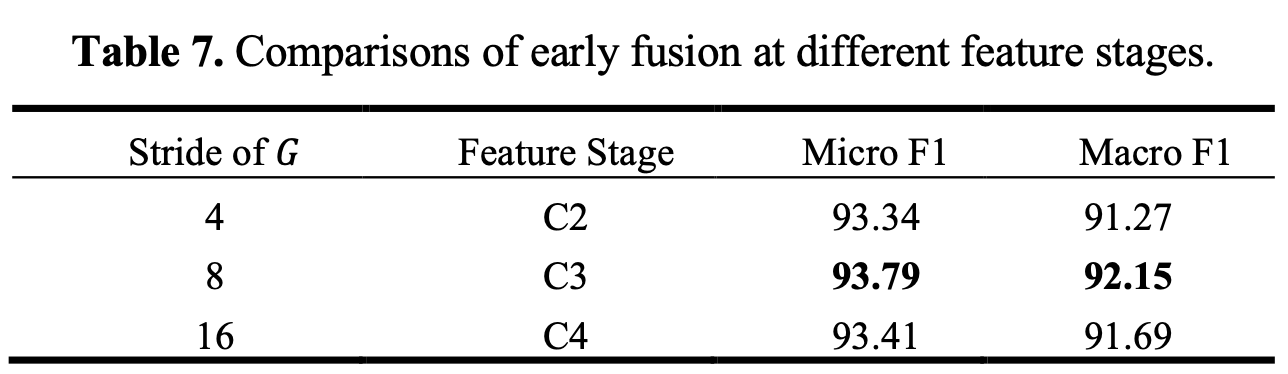 Table 7. Comparisons of early fusion at different feature stages.
Stride of G Feature Stage Micro F1 Macro F1
4 C2 93.34 91.27
8 C3 93.79 92.15
16 C4 93.41 91.69